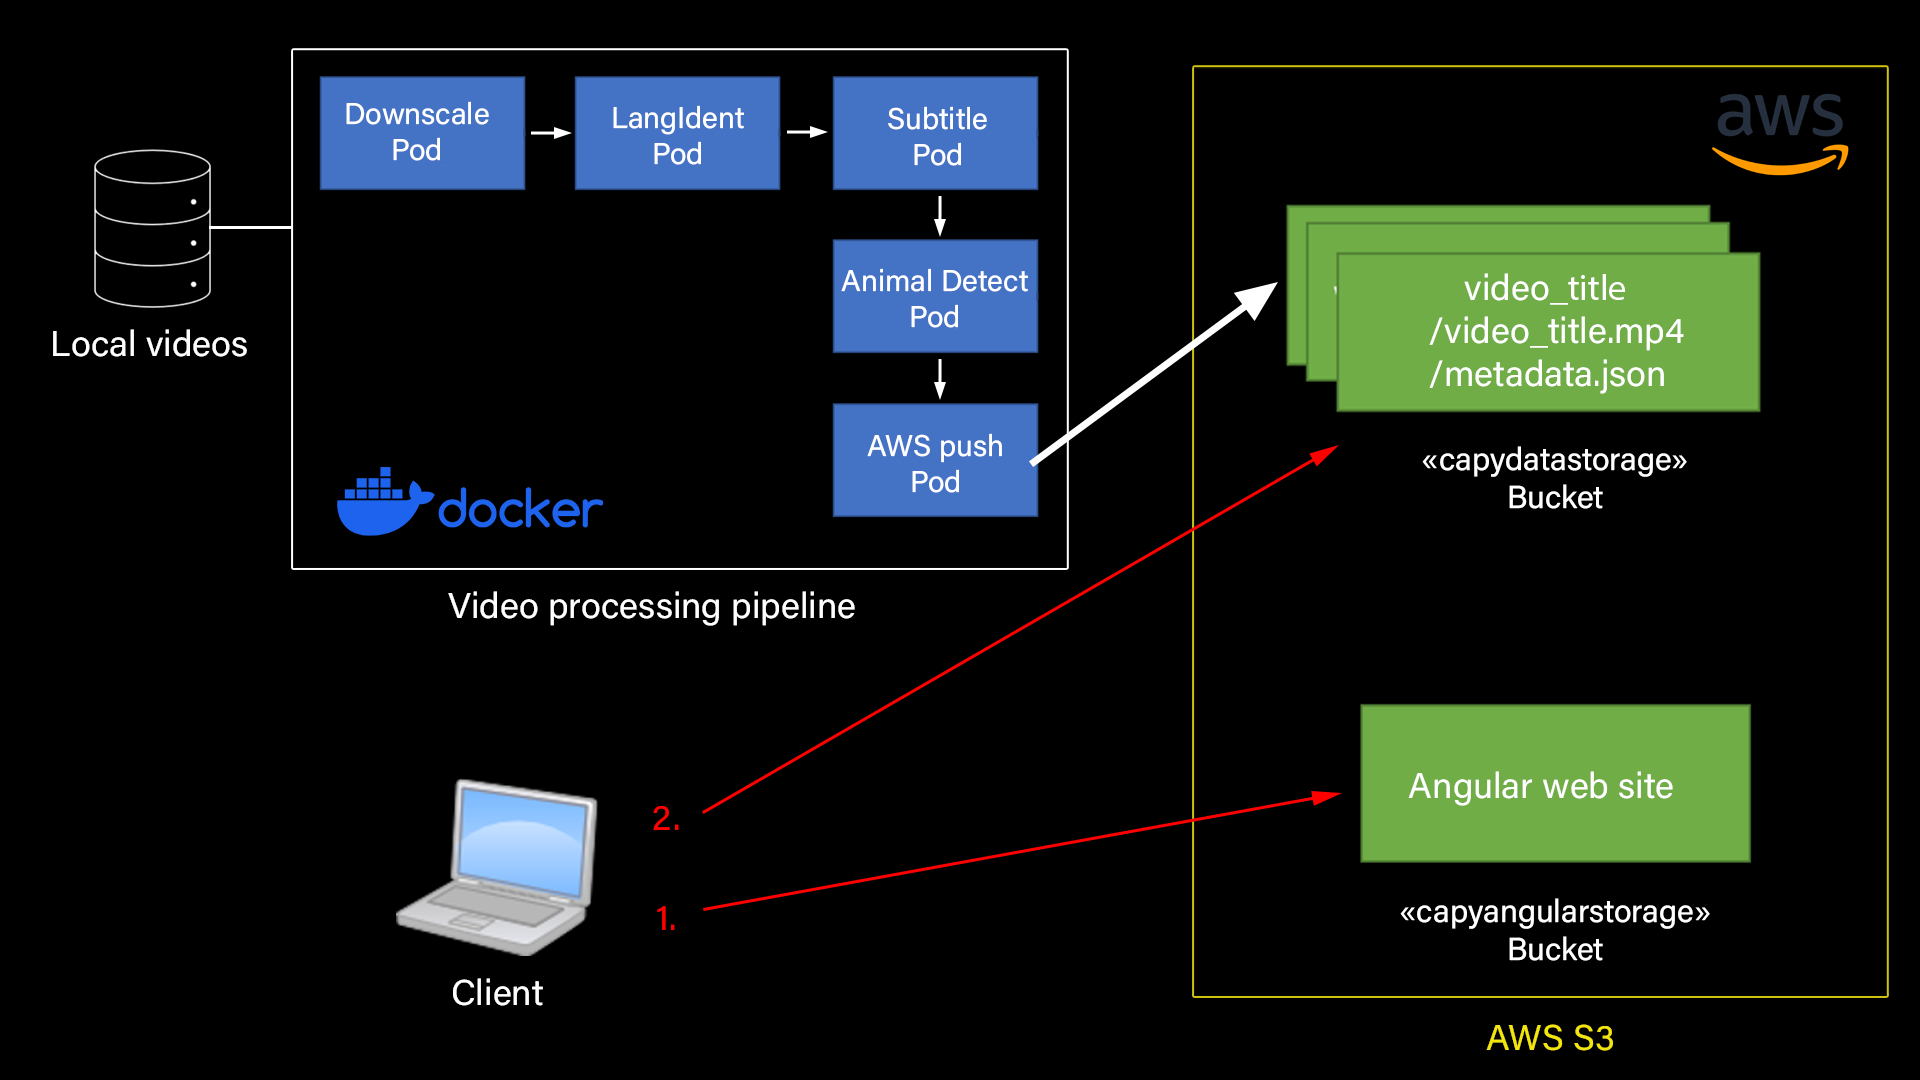 Downscale
Pod
LangIdent
Pod
Subtitle
Pod
Animal Detect
Pod
AWS push
Pod
docker
Local videos
Video processing pipeline
aws
video_title
/video_title.mp4
/metadata.json
«capydatastorage»
Bucket
2.
1.
Client
Angular web site
«capyangularstorage»
Bucket
AWS S3